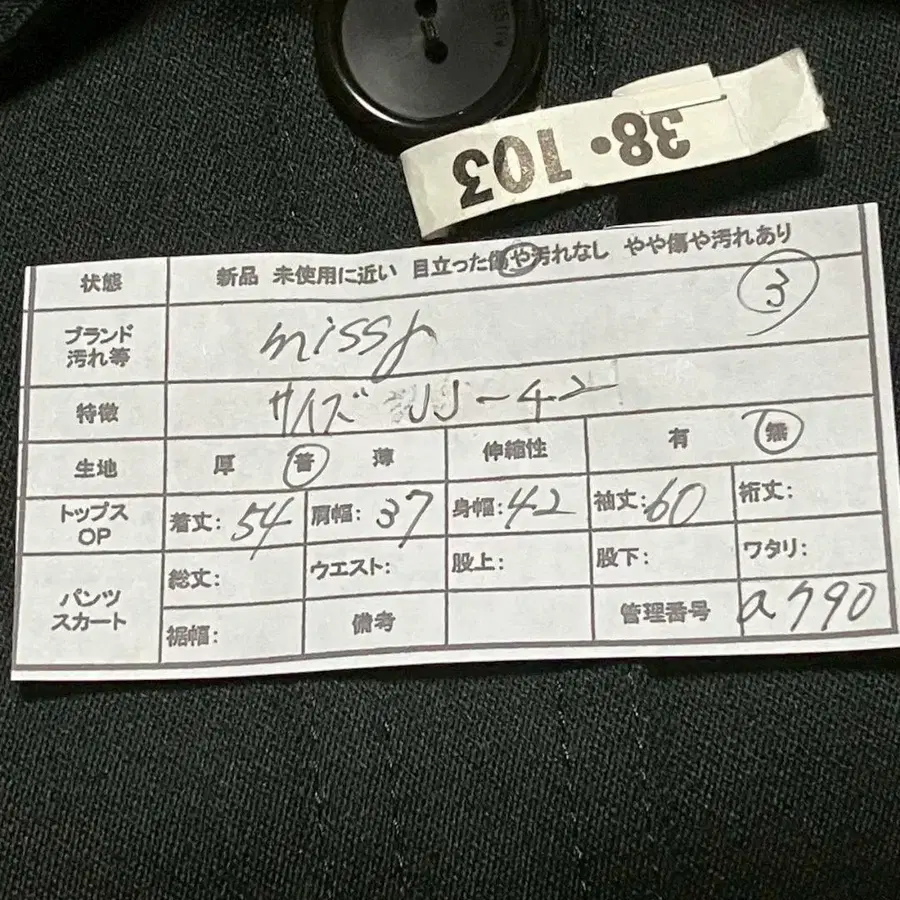 38・103
状態 新品 未使用に近い 目立った傷や汚れなし やや傷や汚れあり
ブランド 汚れ等 missy ③
特徴 サイズ JJ-42
生地 厚 普 薄 伸縮性 有 無
トップス OP 着丈: 54 肩幅: 37 身幅: 42 袖丈: 60 裄丈:
パンツ スカート 総丈: ウエスト: 股上: 股下: ワタリ:
裾幅: 備考 管理番号 a790